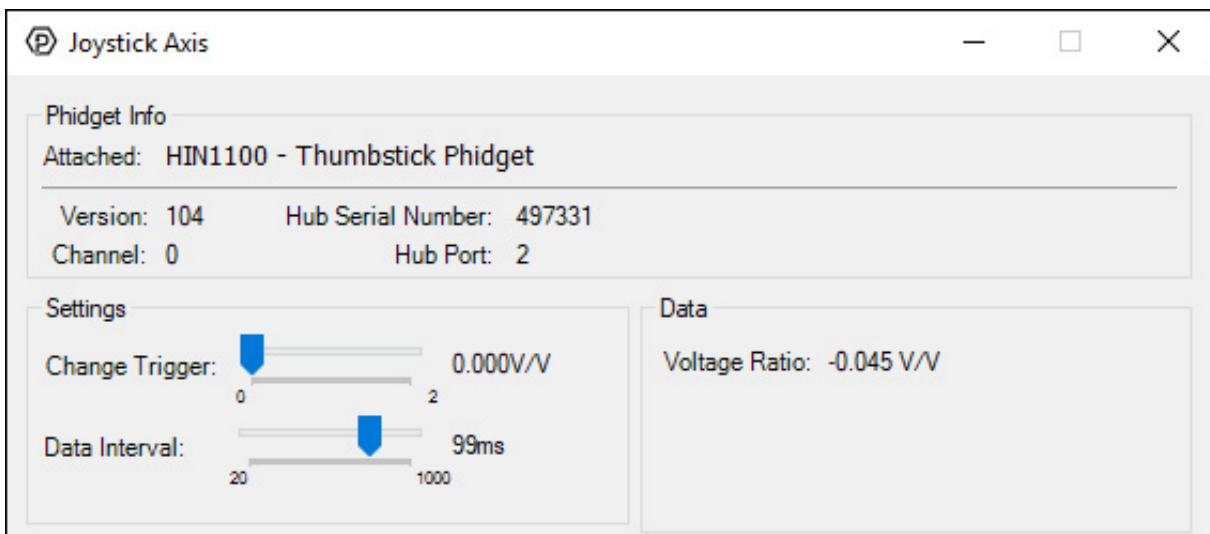 Joystick Axis
Phidget Info
Attached: HIN1100 - Thumbstick Phidget
Version: 104 Hub Serial Number: 497331
Channel: 0 Hub Port: 2
Settings
Change Trigger: 0.000V/V
0 2
Data Interval: 99ms
20 1000
Data
Voltage Ratio: -0.045 V/V